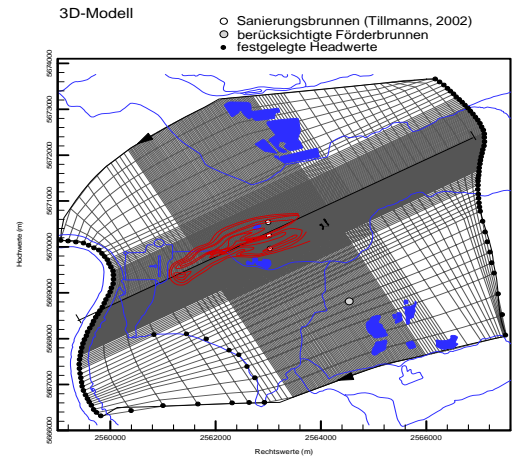 3D-Modell
Sanierungsbrunnen (Tillmanns, 2002)
berücksichtigte Förderbrunnen
festgelegte Headwerte
Hochwerte (m)
5674000
5673000
5672000
5671000
5670000
5669000
5668000
5667000
5666000
2560000
2562000
2564000
2566000
Rechtswerte (m)